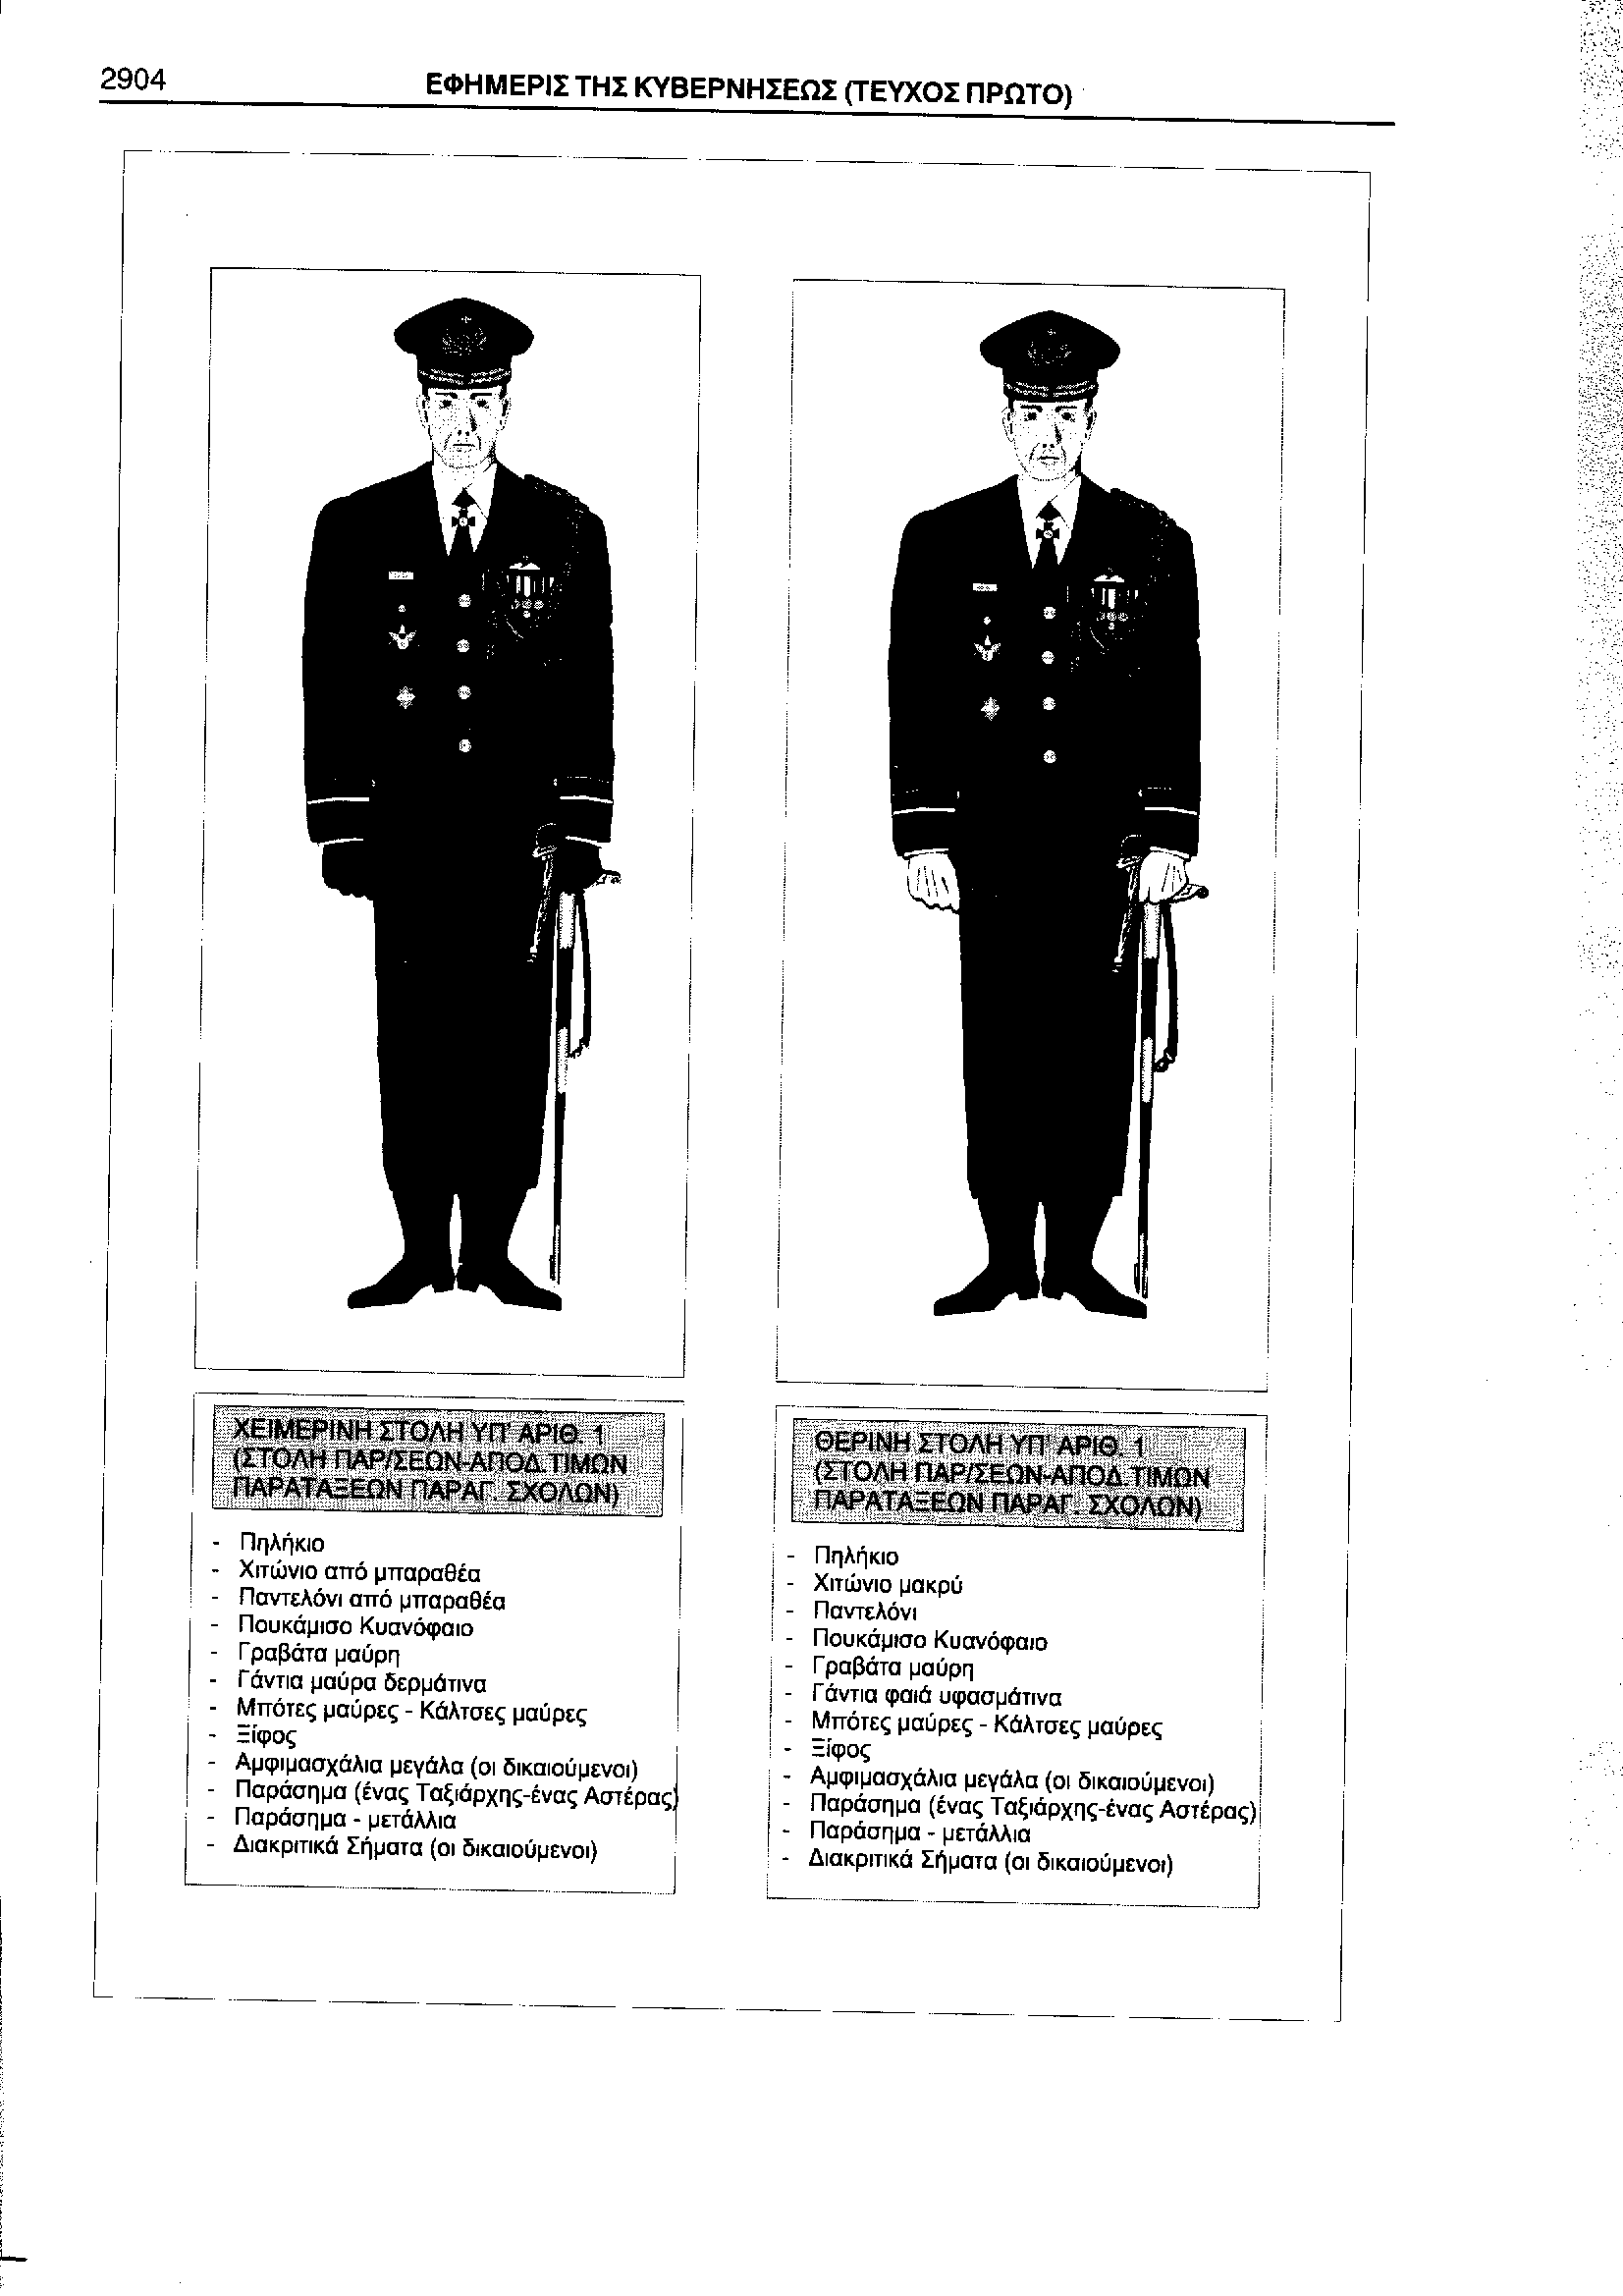 2904
ΕΦΗΜΕΡΙΣ ΤΗΣ ΚΥΒΕΡΝΗΣΕΩΣ (ΤΕΥΧΟΣ ΠΡΩΤΟ)
ΧΕΙΜΕΡΙΝΗ ΣΤΟΛΗ ΥΠ' ΑΡΙΘ. 1
(ΣΤΟΛΗ ΠΑΡ/ΣΕΩΝ-ΑΠΟΔ.ΤΙΜΩΝ
ΠΑΡΑΤΑΞΕΩΝ ΠΑΡΑΓ. ΣΧΟΛΩΝ)
- Πηλήκιο
- Χιτώνιο από μπαραθέα
- Παντελόνι από μπαραθέα
- Πουκάμισο Κυανόφαιο
- Γραβάτα μαύρη
- Γάντια μαύρα δερμάτινα
- Μπότες μαύρες - Κάλτσες μαύρες
- Ξίφος
- Αμφιμασχάλια μεγάλα (οι δικαιούμενοι)
- Παράσημα (ένας Ταξιάρχης-ένας Αστέρας)
- Παράσημα - μετάλλια
- Διακριτικά Σήματα (οι δικαιούμενοι)
ΘΕΡΙΝΗ ΣΤΟΛΗ ΥΠ' ΑΡΙΘ. 1
(ΣΤΟΛΗ ΠΑΡ/ΣΕΩΝ-ΑΠΟΔ.ΤΙΜΩΝ
ΠΑΡΑΤΑΞΕΩΝ ΠΑΡΑΓ. ΣΧΟΛΩΝ)
- Πηλήκιο
- Χιτώνιο μακρύ
- Παντελόνι
- Πουκάμισο Κυανόφαιο
- Γραβάτα μαύρη
- Γάντια φαιά υφασμάτινα
- Μπότες μαύρες - Κάλτσες μαύρες
- Ξίφος
- Αμφιμασχάλια μεγάλα (οι δικαιούμενοι)
- Παράσημα (ένας Ταξιάρχης-ένας Αστέρας)
- Παράσημα - μετάλλια
- Διακριτικά Σήματα (οι δικαιούμενοι)